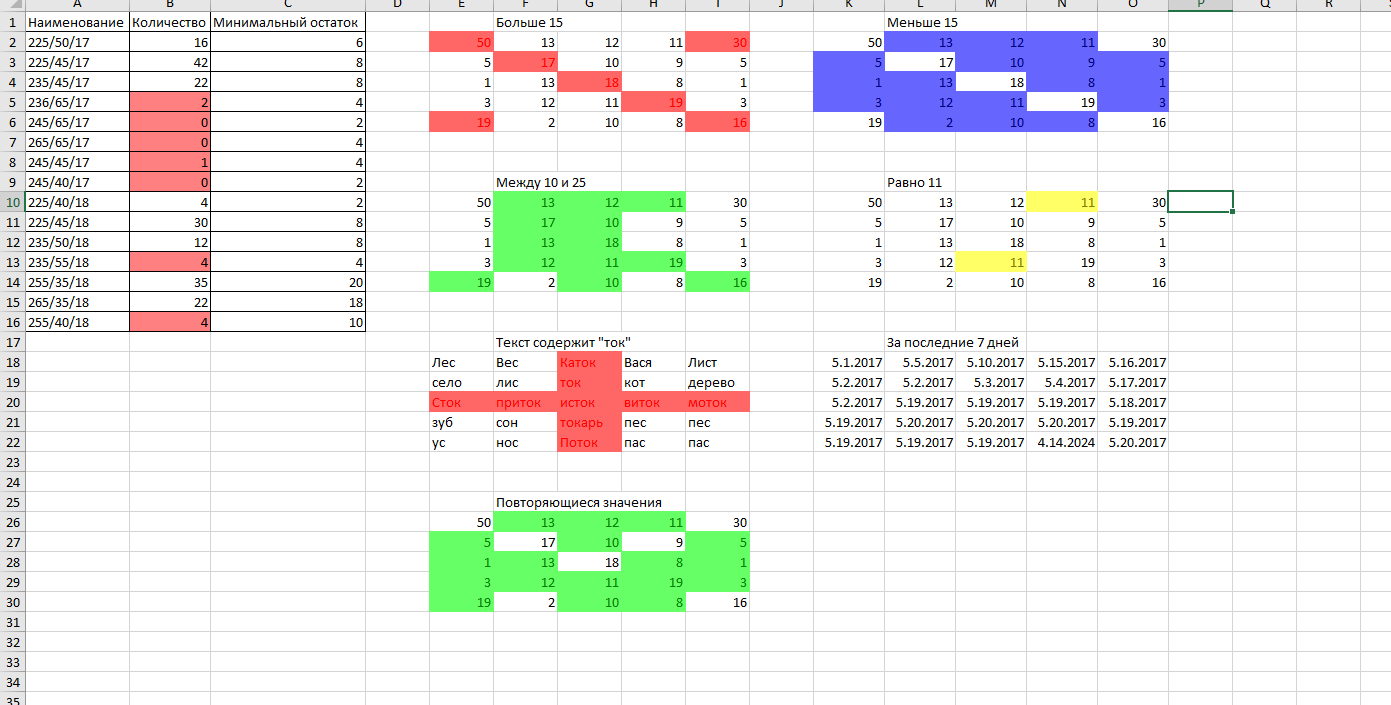 A B C D E F G H I J K L M N O P Q R
1 Наименование Количество Минимальный остаток Больше 15 Меньше 15
2 225/50/17 16 6 50 13 12 11 30 50 13 12 11 30
3 225/45/17 42 8 5 17 10 9 5 5 17 10 9 5
4 235/45/17 22 8 1 13 18 8 1 1 13 18 8 1
5 236/65/17 2 4 3 12 11 19 3 3 12 11 19 3
6 245/65/17 0 2 19 2 10 8 16 19 2 10 8 16
7 265/65/17 0 4
8 245/45/17 1 4
9 245/40/17 0 2 Между 10 и 25 Равно 11
10 225/40/18 4 2 50 13 12 11 30 50 13 12 11 30
11 225/45/18 30 8 5 17 10 9 5 5 17 10 9 5
12 235/50/18 12 8 1 13 18 8 1 1 13 18 8 1
13 235/55/18 4 4 3 12 11 19 3 3 12 11 19 3
14 255/35/18 35 20 19 2 10 8 16 19 2 10 8 16
15 265/35/18 22 18
16 255/40/18 4 10
17 Текст содержит "ток" За последние 7 дней
18 Лес Вес Каток Вася Лист 5.1.2017 5.5.2017 5.10.2017 5.15.2017 5.16.2017
19 село лис ток кот дерево 5.2.2017 5.2.2017 5.3.2017 5.4.2017 5.17.2017
20 Сток приток исток виток моток 5.2.2017 5.19.2017 5.19.2017 5.19.2017 5.18.2017
21 зуб сон токарь пес пес 5.19.2017 5.20.2017 5.20.2017 5.20.2017 5.19.2017
22 ус нос Поток пас пас 5.19.2017 5.19.2017 5.19.2017 4.14.2024 5.20.2017
23
24
25 Повторяющиеся значения
26 50 13 12 11 30
27 5 17 10 9 5
28 1 13 18 8 1
29 3 12 11 19 3
30 19 2 10 8 16
31
32
33
34
35